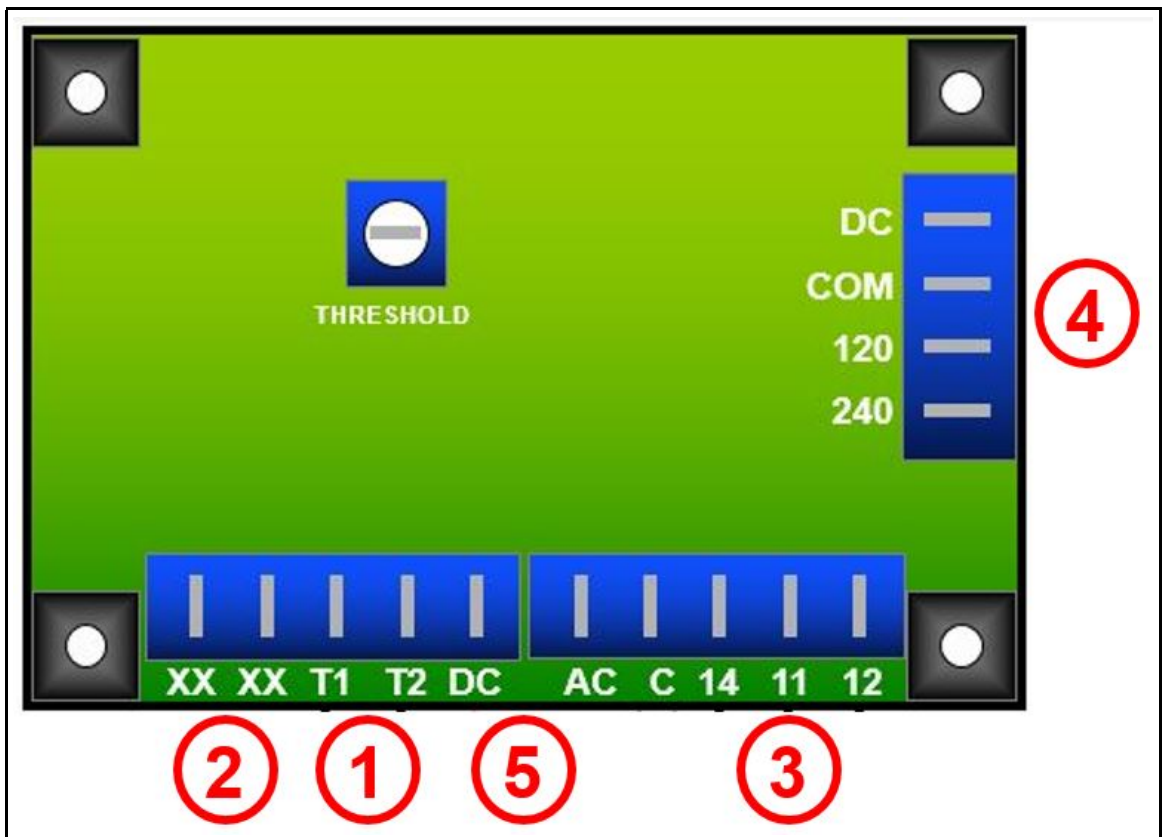 DC
COM
4
THRESHOLD
120
240
XX XX T1 T2 DC AC C 14 11 12
2 1 5 3